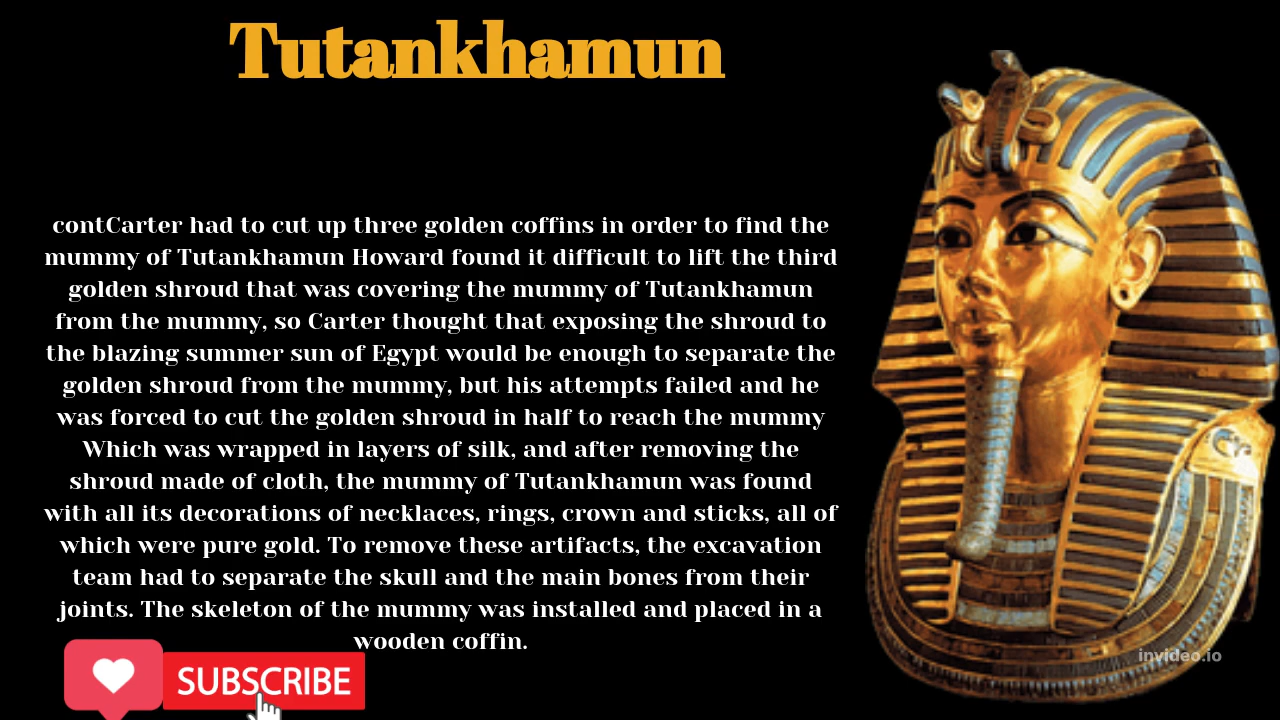 Tutankhamun
contCarter had to cut up three golden coffins in order to find the
mummy of Tutankhamun Howard found it difficult to lift the third
golden shroud that was covering the mummy of Tutankhamun
from the mummy, so Carter thought that exposing the shroud to
the blazing summer sun of Egypt would be enough to separate the
golden shroud from the mummy, but his attempts failed and he
was forced to cut the golden shroud in half to reach the mummy
Which was wrapped in layers of silk, and after removing the
shroud made of cloth, the mummy of Tutankhamun was found
with all its decorations of necklaces, rings, crown and sticks, all of
which were pure gold. To remove these artifacts, the excavation
team had to separate the skull and the main bones from their
joints. The skeleton of the mummy was installed and placed in a
wooden coffin.
SUBSCRIBE
invideo.io